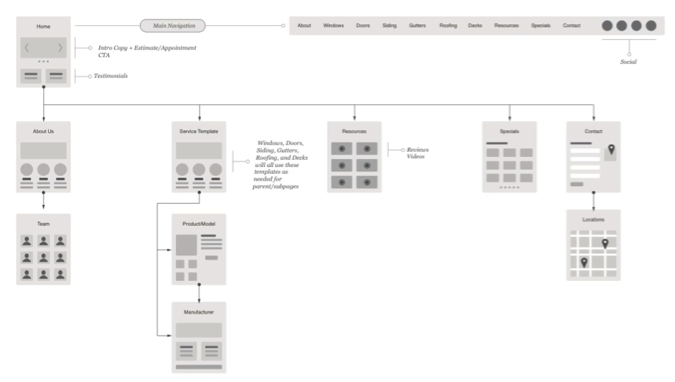 Home
Main Navigation
About Windows Doors Siding Gutters Roofing Decks Resources Specials Contact
Intro Copy + Estimate/Appointment
CTA
Social
Testimonials
About Us
Service Template
Resources
Specials
Contact
Windows, Doors,
Siding, Gutters,
Roofing, and Decks
will all use these
templates as
needed for
parent/subpages
Reviews
Videos
Team
Product/Model
Locations
Manufacturer